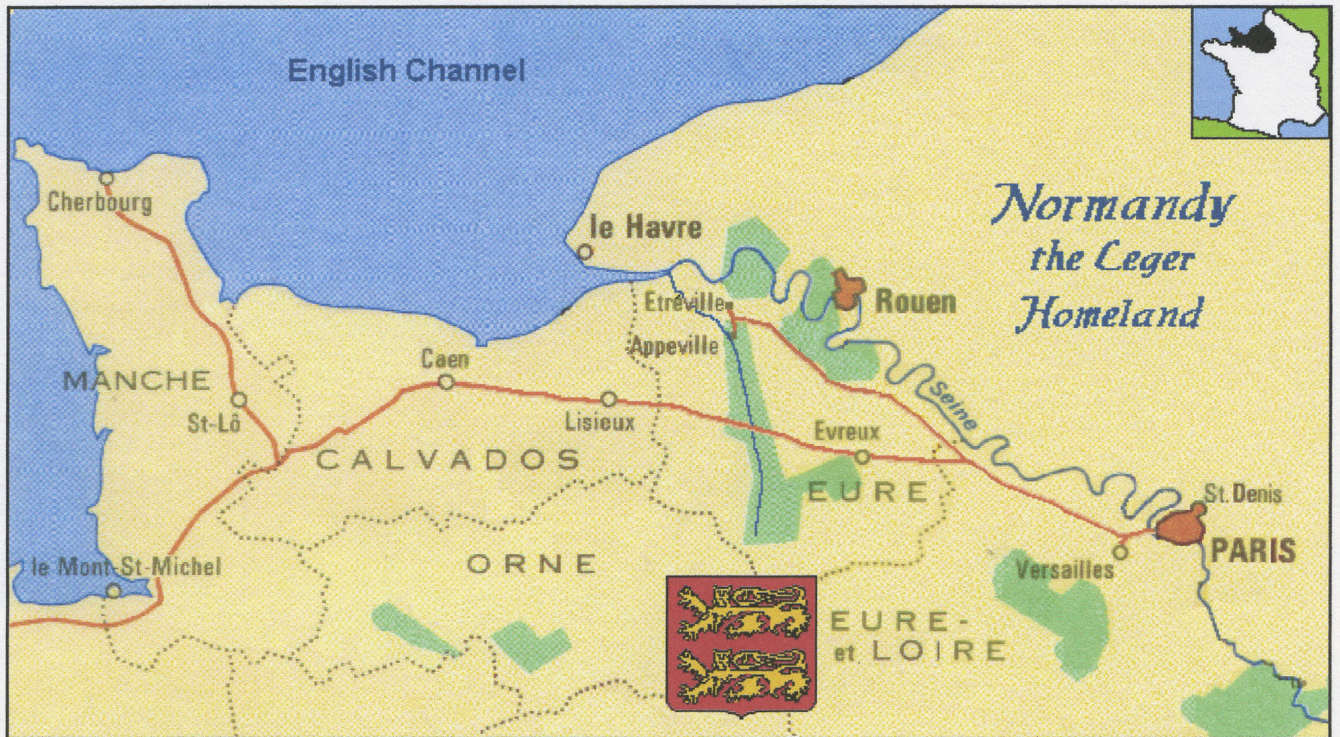 English Channel
Cherbourg
le Havre
Normandy
the Leger
Homeland
Etreville
Rouen
Appeville
Caen
MANCHE
St-Lô
Lisieux
Seine
Evreux
CALVADOS
EURE
St. Denis
PARIS
Versailles
ORNE
le Mont-St-Michel
EURE-
et LOIRE